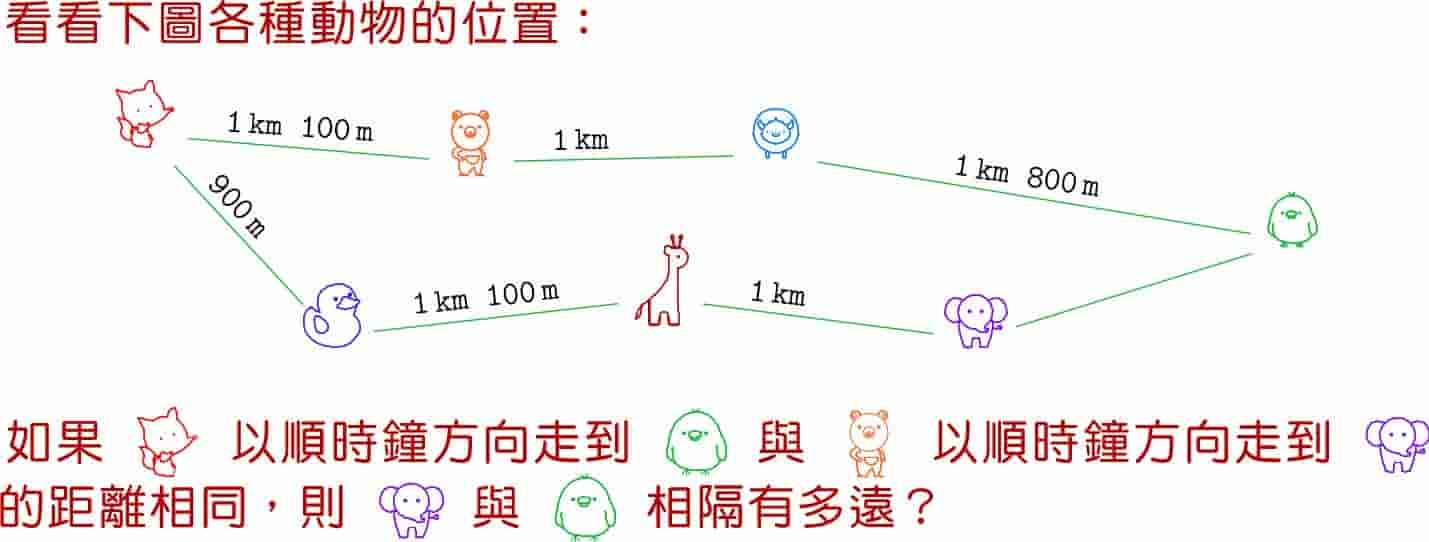 看看下圖各種動物的位置：
1 km 100 m
1 km
1 km 800 m
900 m
1 km 100 m
1 km
如果 以順時鐘方向走到 與 以順時鐘方向走到
的距離相同，則 與 相隔有多遠？